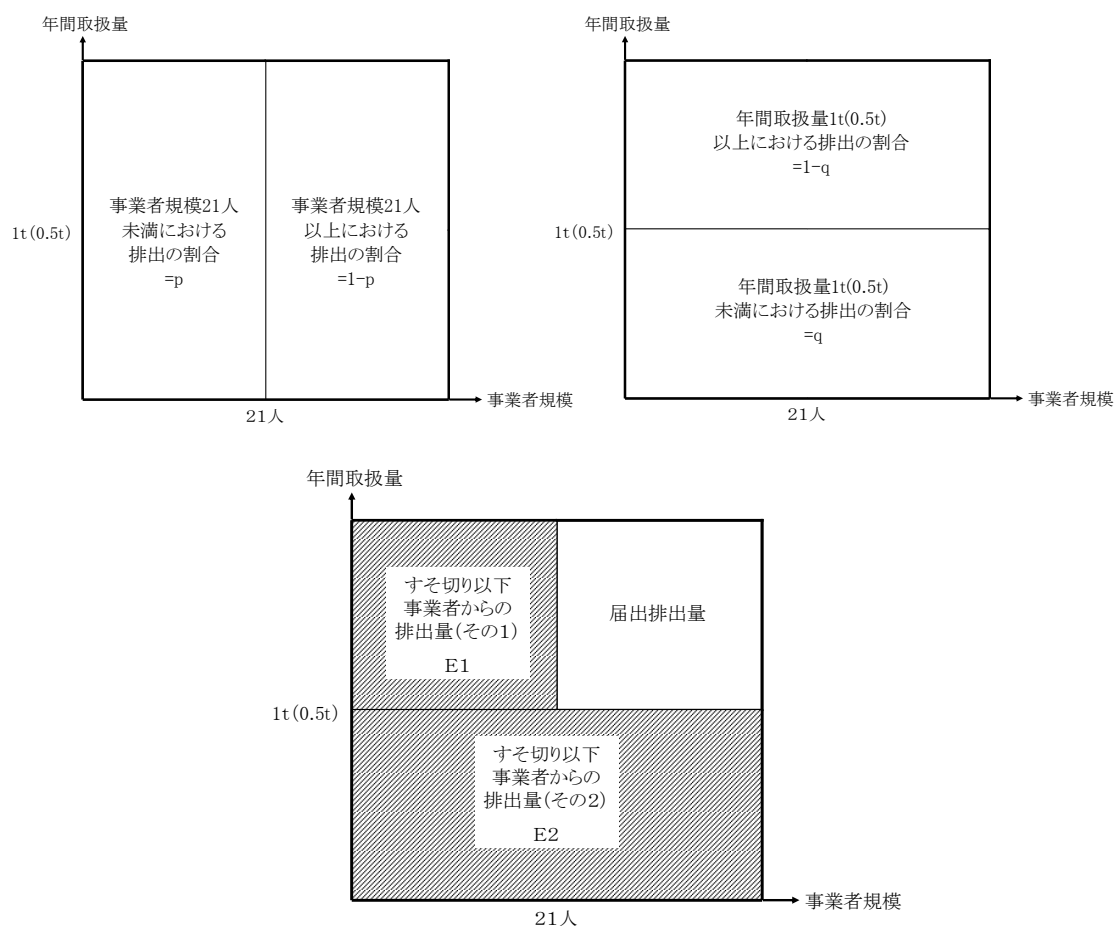 年間取扱量
事業者規模21人
未満における
排出の割合
=p
事業者規模21人
以上における
排出の割合
=1-p
1t(0.5t)
21人
事業者規模
年間取扱量
年間取扱量1t(0.5t)
以上における排出の割合
=1-q
1t(0.5t)
年間取扱量1t(0.5t)
未満における排出の割合
=q
21人
事業者規模
年間取扱量
すそ切り以下
事業者からの
排出量(その1)
E1
届出排出量
1t(0.5t)
すそ切り以下
事業者からの
排出量(その2)
E2
21人
事業者規模